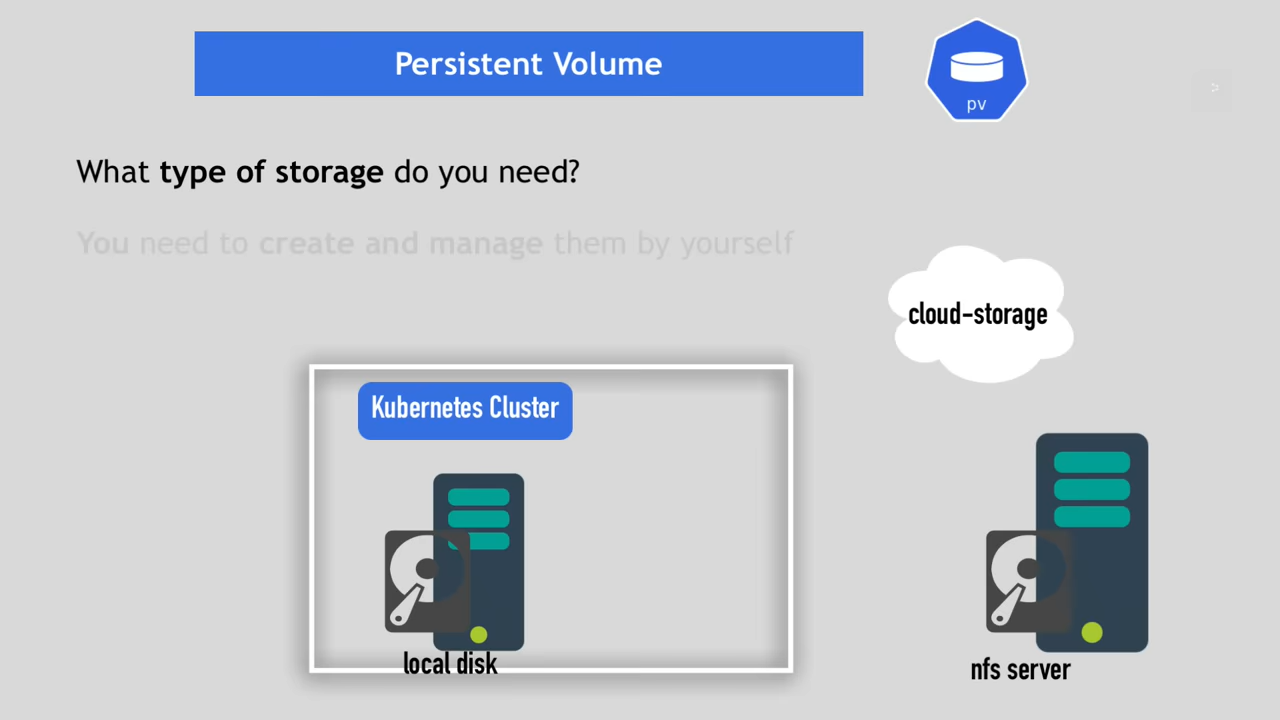 Persistent Volume
pv
What type of storage do you need?
You need to create and manage them by yourself
cloud-storage
Kubernetes Cluster
local disk
nfs server